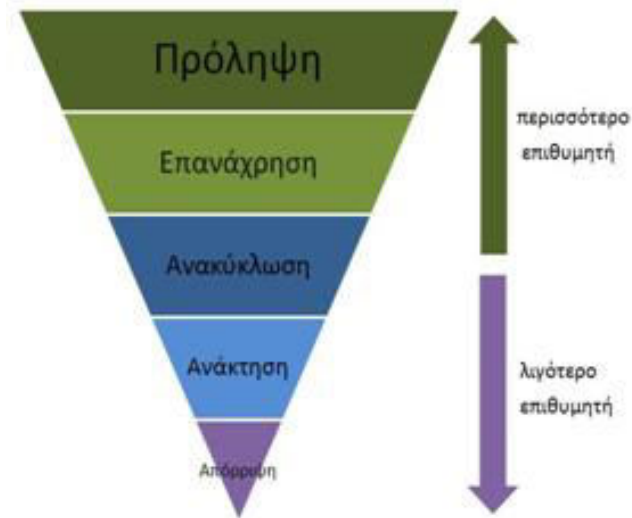 Πρόληψη
Επανάχρηση
Ανακύκλωση
Ανάκτηση
Απόρριψη
περισσότερο
επιθυμητή
λιγότερο
επιθυμητή